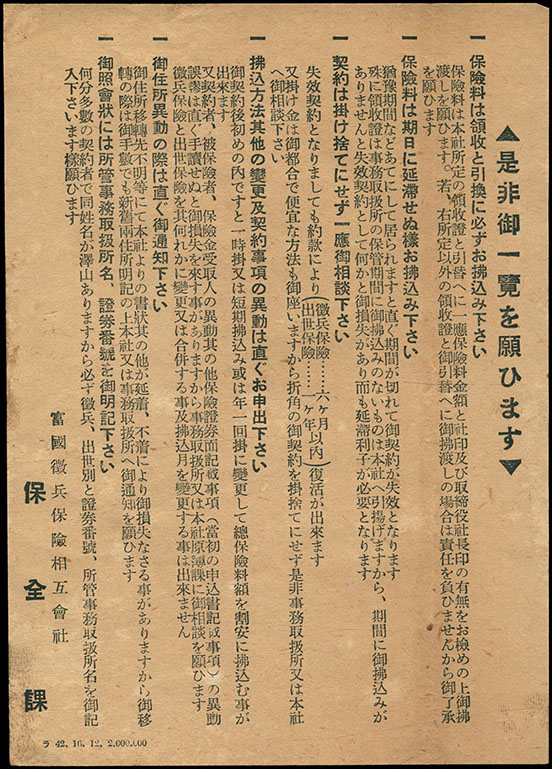 ▲是非御一覽を願ひます▼
一 保險料は領收と引換に必ずお拂込み下さい
保險料は本社所定の領收證と引替へに一應保險料金額と社印及び取締役社長印の有無をお檢めの上御拂
渡しを願ひます。若、右所定以外の領收證と御引替へに御拂渡しの場合は責任を負ひませんから御了承
を願ひます
一 保險料は期日に延滯せぬ樣お拂込み下さい
猶豫期間などあてにして居られますと直ぐ期間が切れて御契約が失效となります
殊に領收證は事務取扱所の保管期間に御拂込みのないものは本社へ引揚げますから、期間に御拂込みが
ありませんと失效契約として何かと御損失があり而も延滯利子が必要となります
一 契約は掛け捨てにせず一應御相談下さい
失效契約となりましても約款により(徵兵保險……六ヶ月以內
出世保險……一ヶ年以內)復活が出來ます
又掛け金は御都合で便宜な方法も御座いますから折角の御契約を掛捨てにせず是非事務取扱所又は本社
へ御相談下さい
一 拂込方法其他の變更及契約事項の異動は直ぐお申出下さい
御契約後初めの內ですと一時掛又は短期拂込み或は年一回掛に變更して總保險料額を割安に拂込む事が
出來ます
又契約者、被保險者、保險金受取人の異動其他保險證券面記載事項(當初の申込書記載事項)の異動
誤謬は直ぐ手續せぬと御損失を來す事がありますから事務取扱所又は本社原簿課に御相談を願ひます
徵兵保險と出世保險を其何れかに變更又は合倂する事及拂込月を變更する事は出來ません
一 御住所異動の際は直ぐ御通知下さい
御住所移轉先不明等にて本社よりの書狀其他が延着、不着により御損失なさる事がありますから御移
轉の際は御手數でも新舊兩住所明記の上本社又は事務取扱所へ御通知を願ひます
一 御照會狀には所管事務取扱所名、證券番號を御明記下さい
何分多數の契約者で同姓名が澤山ありますから必ず徵兵、出世別と證券番號、所管事務取扱所名を御記
入下さいます樣願ひます
富國徵兵保險相互會社
保全課
ラ 42. 16. 12. 2.000.000